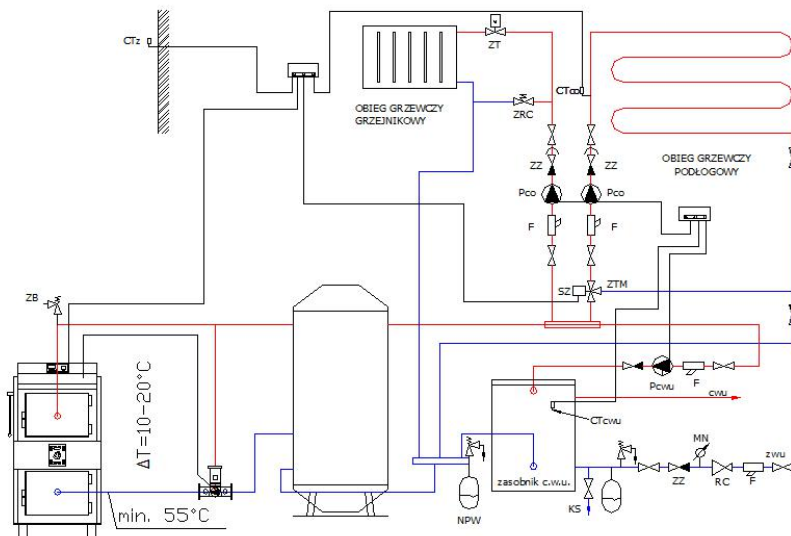 CTz
ZT
OBIEG GRZEWCZY
GRZEJNIKOWY
ZRC
CTco
ZZ
ZZ
OBIEG GRZEWCZY
PODŁOGOWY
Pco
Pco
F
F
SZ
ZTM
ZB
ΔT=10-20°C
min. 55°C
Pcwu
F
cwu
CTcwu
zasobnik c.w.u.
NPW
KS
MN
ZZ
RC
F
zwu